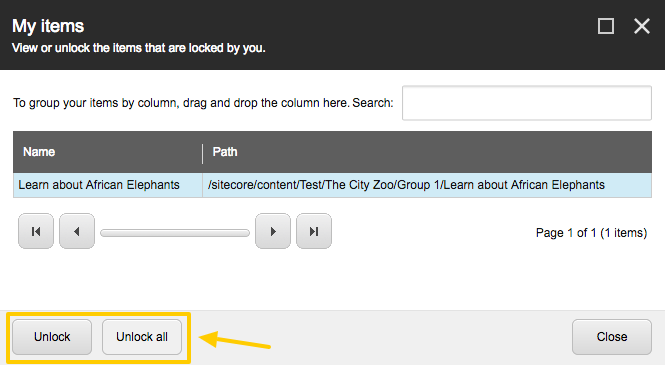 My items
View or unlock the items that are locked by you.
To group your items by column, drag and drop the column here. Search:
Name Path
Learn about African Elephants /sitecore/content/Test/The City Zoo/Group 1/Learn about African Elephants
Page 1 of 1 (1 items)
Unlock Unlock all Close